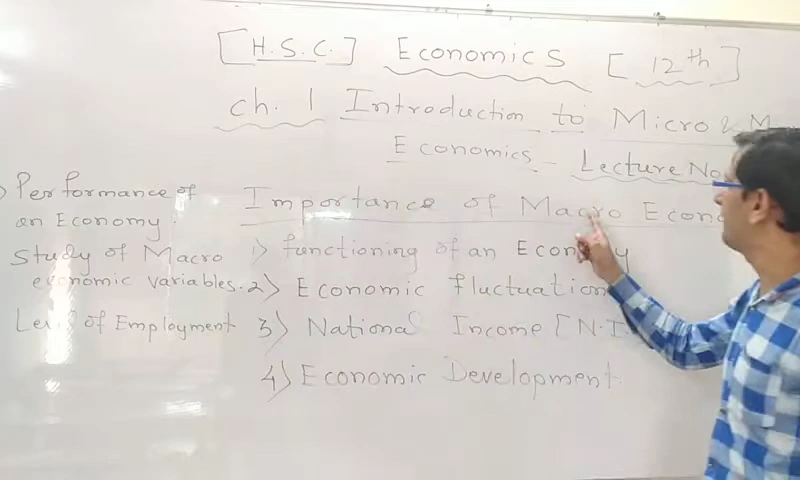 [H.S.C.] Economics [12th]
Ch. 1 Introduction to Micro &
Economics - Lecture No.
Importance of Macro
1) functioning of an Economy
2) Economic fluctuation
3) National Income [N.I.
4) Economic Development.
Performance of
an Economy.
Study of Macro
economic variables.
Level of Employment